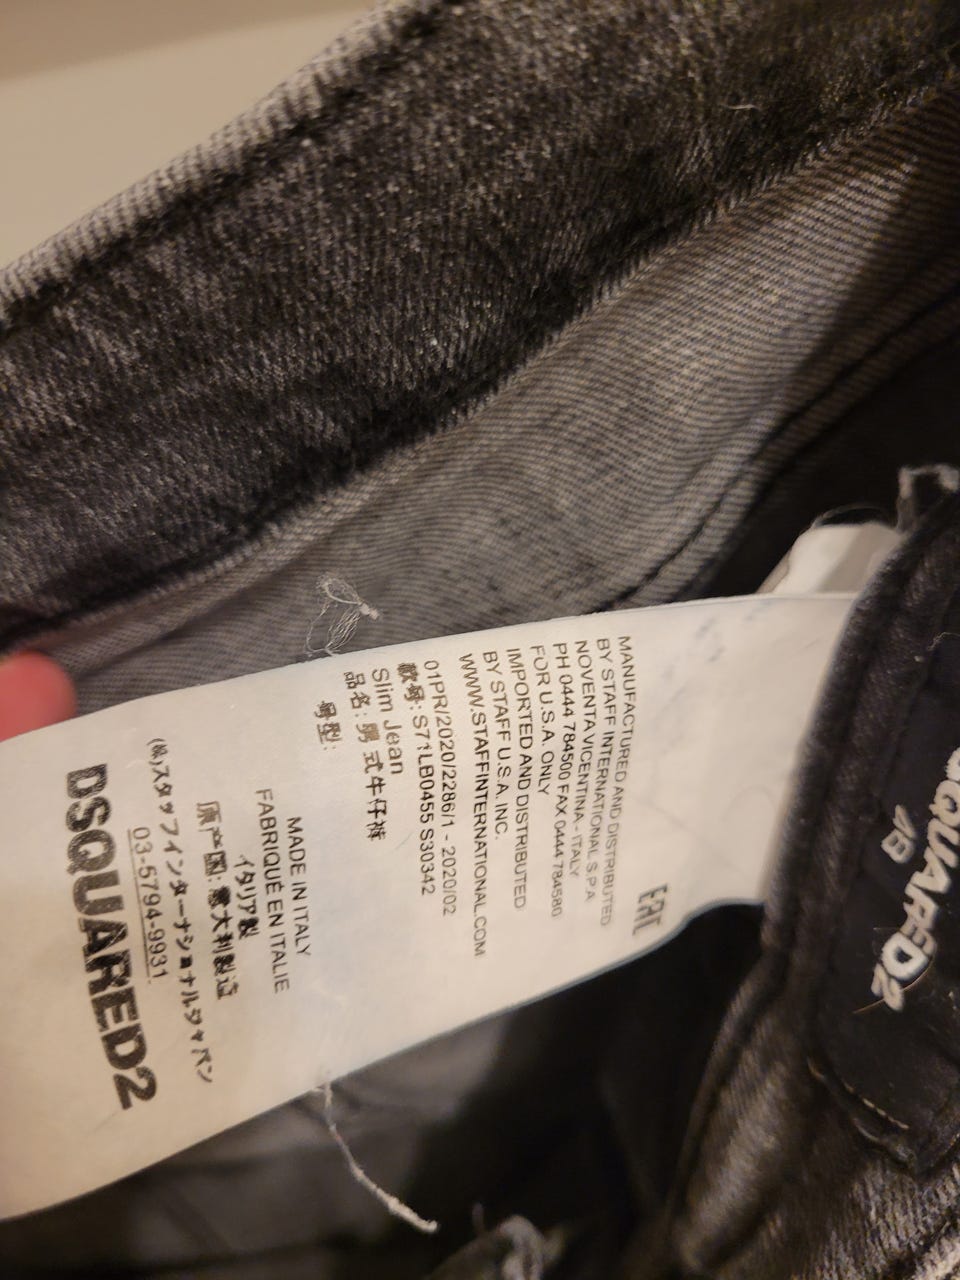 EAC
MANUFACTURED AND DISTRIBUTED
BY STAFF INTERNATIONAL S.P.A
NOVENTA VICENTINA - ITALY
PH 0444 784500 FAX 0444 784580
FOR U.S.A. ONLY
IMPORTED AND DISTRIBUTED
BY STAFF U.S.A. INC.
WWW.STAFFINTERNATIONAL.COM
01PR/2020/2286/1 - 2020/02
款号: S71LB0455 S30342
Slim Jean
品名: 男式牛仔裤
号型:
MADE IN ITALY
FABRIQUÉ EN ITALIE
イタリア製
原产国: 意大利製造
(株)スタッフインターナショナルジャパン
03-5794-9931
DSQUARED2
SQUARED2
48